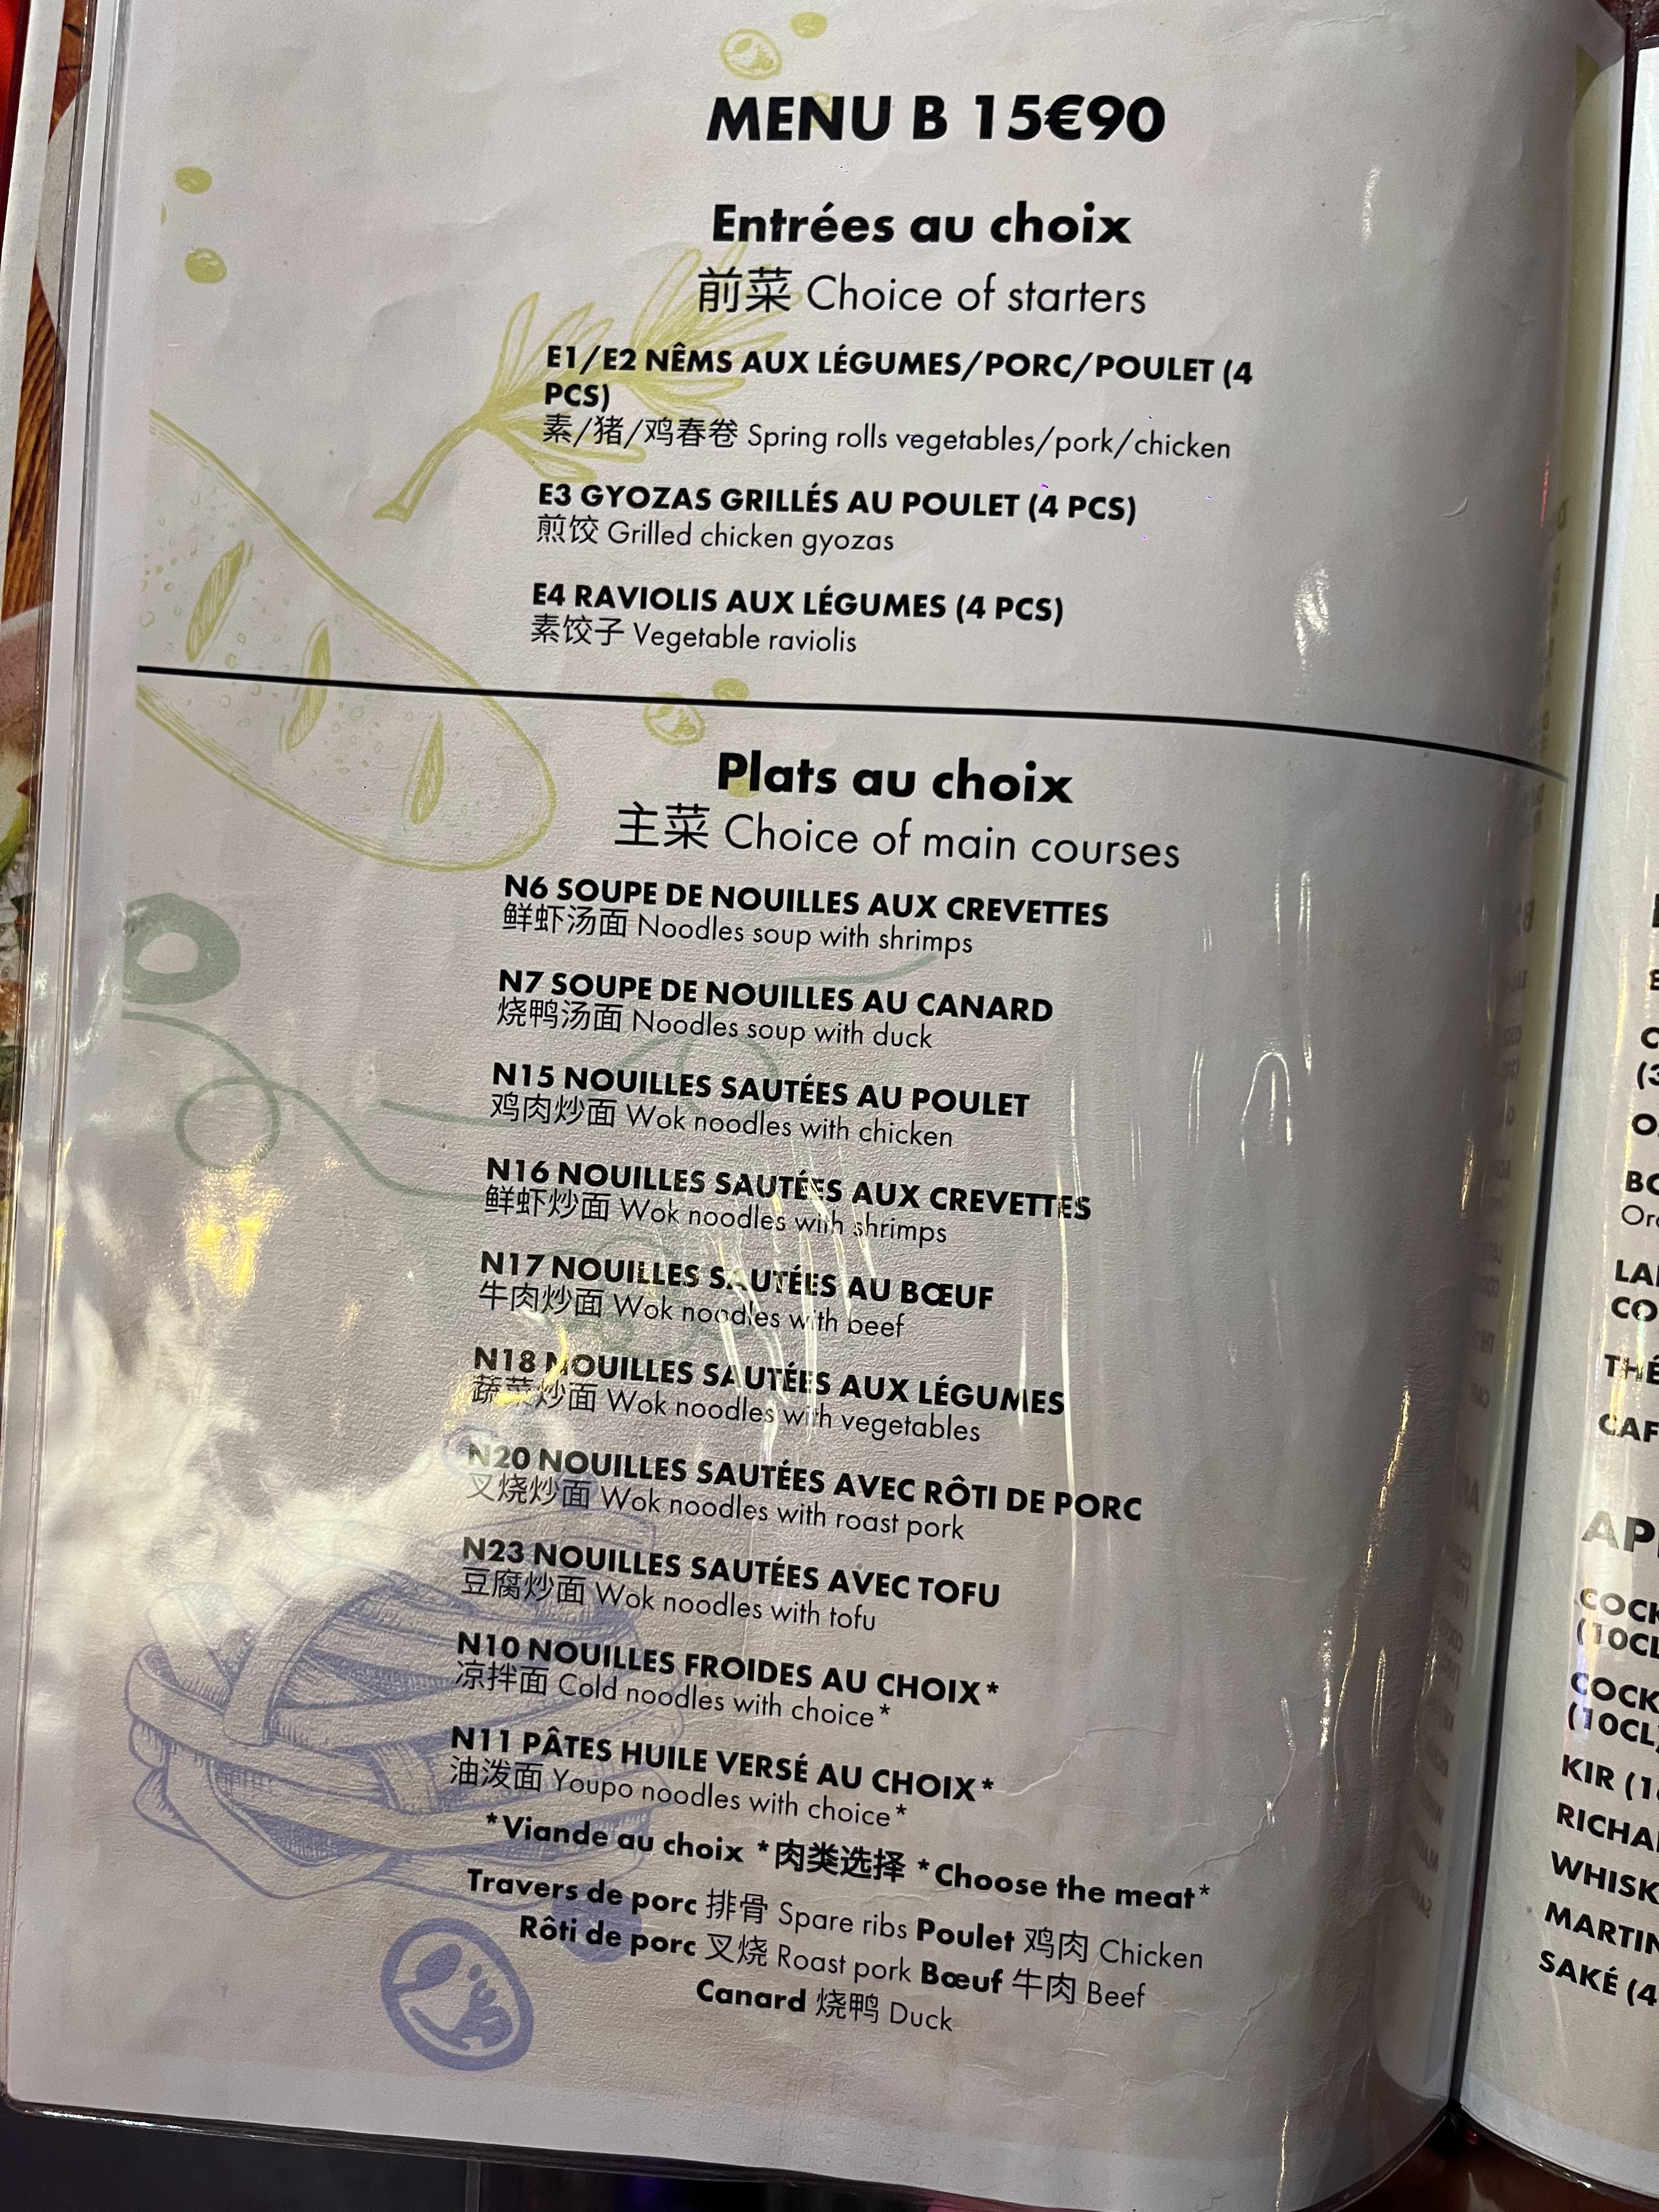 MENU B 15€90
Entrées au choix
前菜 Choice of starters
E1/E2 NÊMS AUX LÉGUMES/PORC/POULET (4
PCS)
素/猪/鸡春卷 Spring rolls vegetables/pork/chicken
E3 GYOZAS GRILLÉS AU POULET (4 PCS)
煎饺 Grilled chicken gyozas
E4 RAVIOLIS AUX LÉGUMES (4 PCS)
素饺子 Vegetable raviolis
Plats au choix
主菜 Choice of main courses
N6 SOUPE DE NOUILLES AUX CREVETTES
鲜虾汤面 Noodles soup with shrimps
N7 SOUPE DE NOUILLES AU CANARD
烧鸭汤面 Noodles soup with duck
N15 NOUILLES SAUTÉES AU POULET
鸡肉炒面 Wok noodles with chicken
N16 NOUILLES SAUTÉES AUX CREVETTES
鲜虾炒面 Wok noodles with shrimps
N17 NOUILLES SAUTÉES AU BŒUF
牛肉炒面 Wok noodles with beef
N18 NOUILLES SAUTÉES AUX LÉGUMES
蔬菜炒面 Wok noodles with vegetables
N20 NOUILLES SAUTÉES AVEC RÔTI DE PORC
叉烧炒面 Wok noodles with roast pork
N23 NOUILLES SAUTÉES AVEC TOFU
豆腐炒面 Wok noodles with tofu
N10 NOUILLES FROIDES AU CHOIX*
凉拌面 Cold noodles with choice*
N11 PÂTES HUILE VERSÉ AU CHOIX*
油泼面 Youpo noodles with choice*
*Viande au choix *肉类选择 *Choose the meat*
Travers de porc 排骨 Spare ribs Poulet 鸡肉 Chicken
Rôti de porc 叉烧 Roast pork Bœuf 牛肉 Beef
Canard 烧鸭 Duck
(10CL
(10CL)
KIR
SAKÉ (4